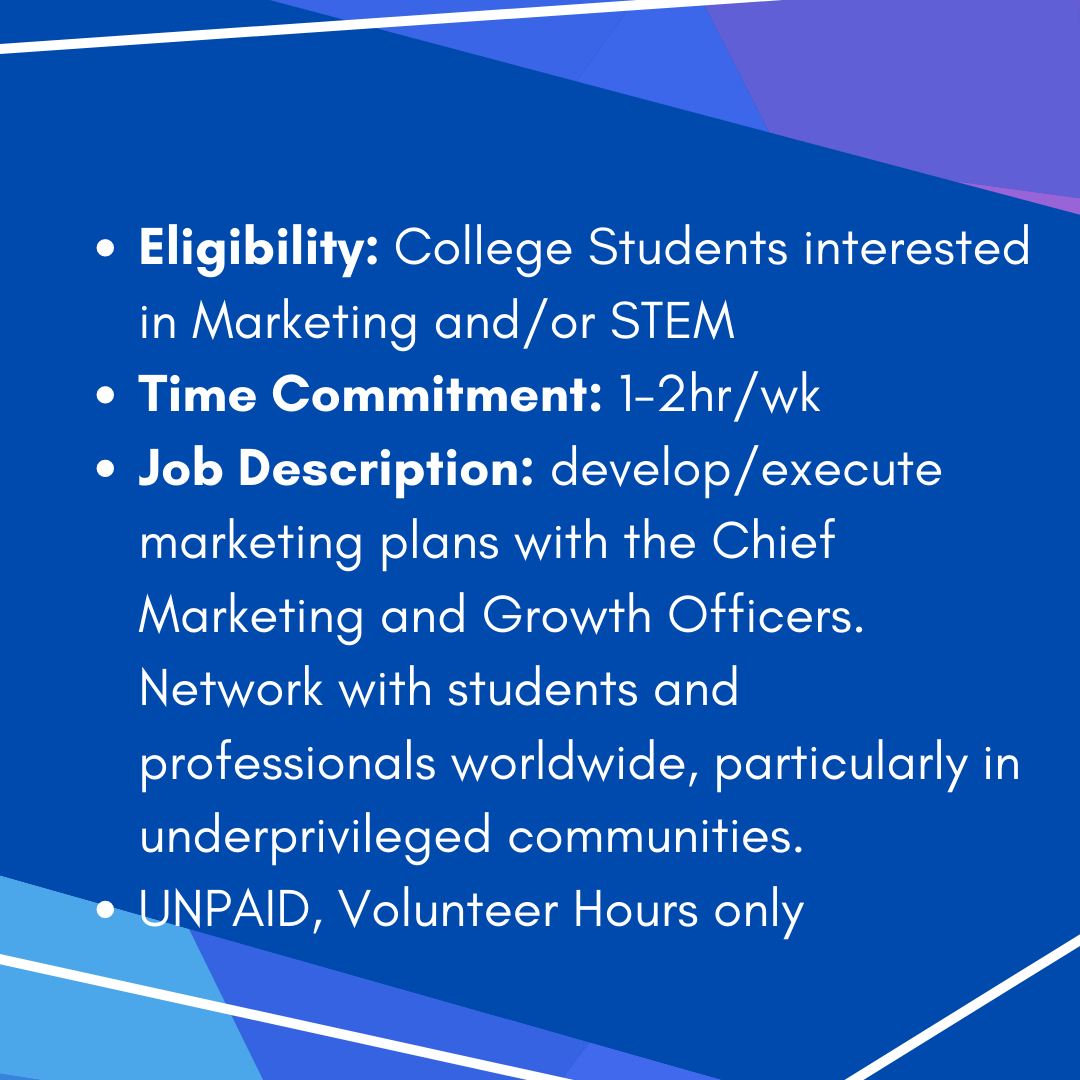 • Eligibility: College Students interested
in Marketing and/or STEM
• Time Commitment: 1-2hr/wk
• Job Description: develop/execute
marketing plans with the Chief
Marketing and Growth Officers.
Network with students and
professionals worldwide, particularly in
underprivileged communities.
• UNPAID, Volunteer Hours only